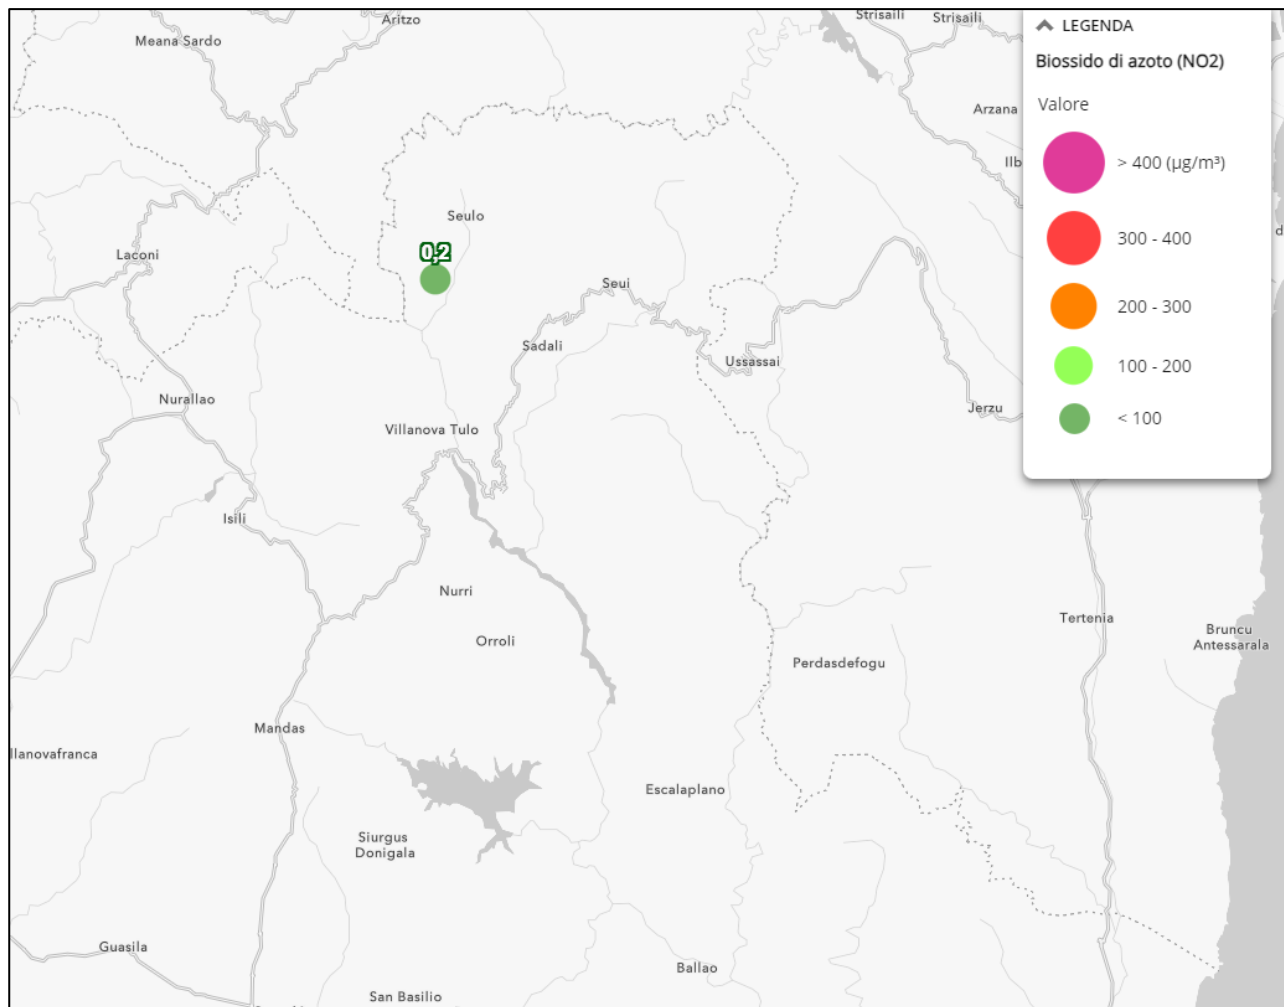 Aritzo
Meana Sardo
Strisaili
Strisaili
LEGENDA
Biossido di azoto (NO2)
Valore
> 400 (µg/m³)
300 - 400
200 - 300
100 - 200
< 100
Arzana
Ilb
d
Seulo
0,2
Laconi
Seui
Sadali
Ussassai
Nurallao
Jerzu
Villanova Tulo
Isili
Nurri
Orroli
Tertenia
Bruncu
Antessarala
Perdasdefogu
Mandas
llanovafranca
Escalaplano
Siurgus
Donigala
Guasila
Ballao
San Basilio